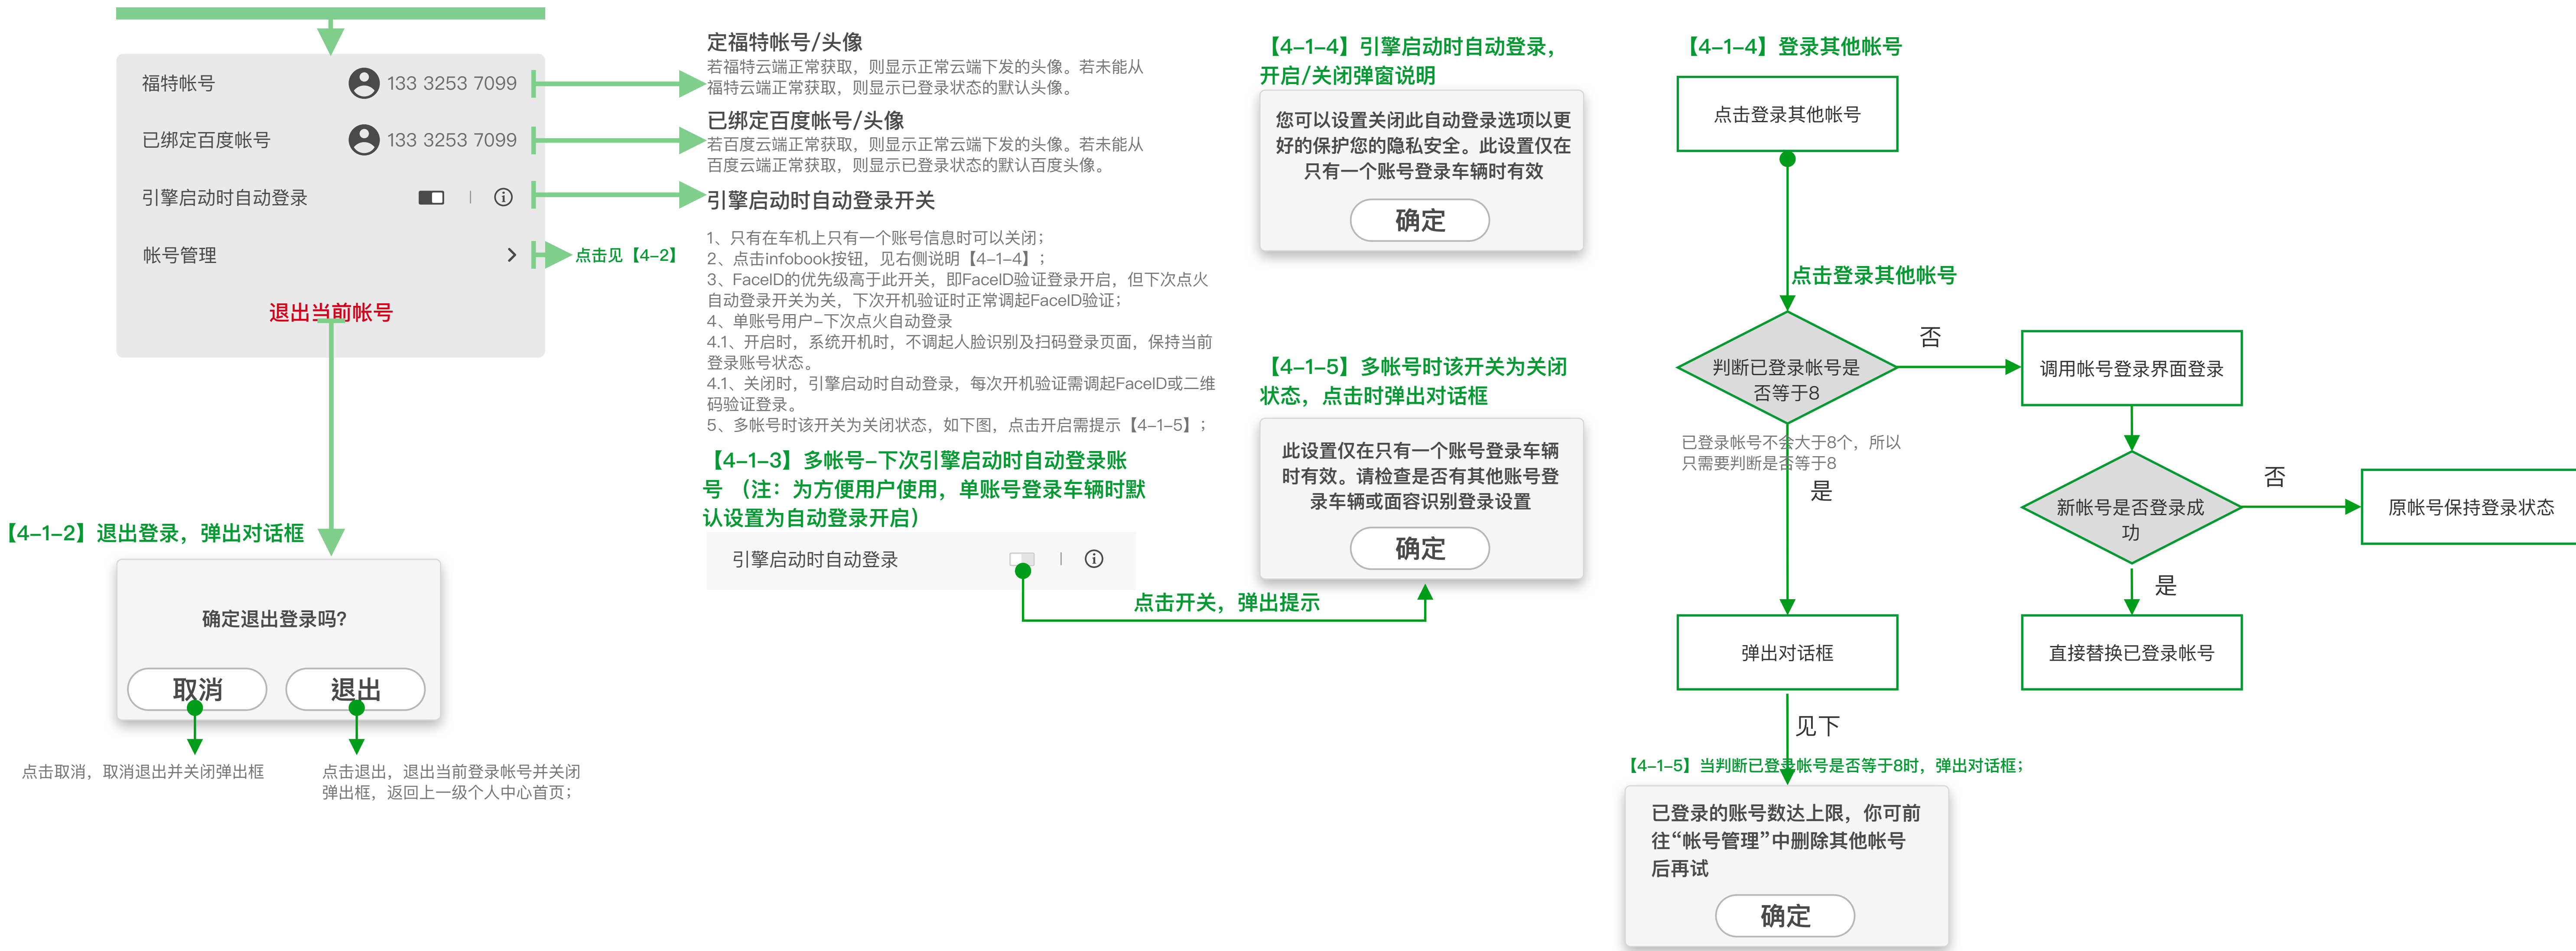 福特帐号
133 3253 7099
已绑定百度帐号
133 3253 7099
引擎启动时自动登录
帐号管理
点击见【4-2】
退出当前帐号
【4-1-2】退出登录，弹出对话框
确定退出登录吗?
取消
退出
点击取消，取消退出并关闭弹出框
点击退出，退出当前登录帐号并关闭
弹出框，返回上一级个人中心首页；
定福特帐号/头像
若福特云端正常获取，则显示正常云端下发的头像。若未能从
福特云端正常获取，则显示已登录状态的默认头像。
已绑定百度帐号/头像
若百度云端正常获取，则显示正常云端下发的头像。若未能从
百度云端正常获取，则显示已登录状态的默认百度头像。
引擎启动时自动登录开关
1、只有在车机上只有一个账号信息时可以关闭；
2、点击infobook按钮，见右侧说明【4-1-4】；
3、FaceID的优先级高于此开关，即FaceID验证登录开启，但下次点火
自动登录开关为关，下次开机验证时正常调起FaceID验证；
4、单账号用户-下次点火自动登录
4.1、开启时，系统开机时，不调起人脸识别及扫码登录页面，保持当前
登录账号状态。
4.1、关闭时，引擎启动时自动登录，每次开机验证需调起FaceID或二维
码验证登录。
5、多帐号时该开关为关闭状态，如下图，点击开启需提示【4-1-5】；
【4-1-3】多帐号-下次引擎启动时自动登录账
号 （注：为方便用户使用，单账号登录车辆时默
认设置为自动登录开启）
引擎启动时自动登录
点击开关，弹出提示
【4-1-4】引擎启动时自动登录，
开启/关闭弹窗说明
您可以设置关闭此自动登录选项以更
好的保护您的隐私安全。此设置仅在
只有一个账号登录车辆时有效
确定
【4-1-5】多帐号时该开关为关闭
状态，点击时弹出对话框
此设置仅在只有一个账号登录车辆
时有效。请检查是否有其他账号登
录车辆或面容识别登录设置
确定
【4-1-4】登录其他帐号
点击登录其他帐号
点击登录其他帐号
判断已登录帐号是
否等于8
否
调用帐号登录界面登录
已登录帐号不会大于8个，所以
只需要判断是否等于8
是
新帐号是否登录成
功
否
原帐号保持登录状态
是
弹出对话框
直接替换已登录帐号
见下
【4-1-5】当判断已登录帐号是否等于8时，弹出对话框；
已登录的账号数达上限，你可前
往“帐号管理”中删除其他帐号
后再试
确定